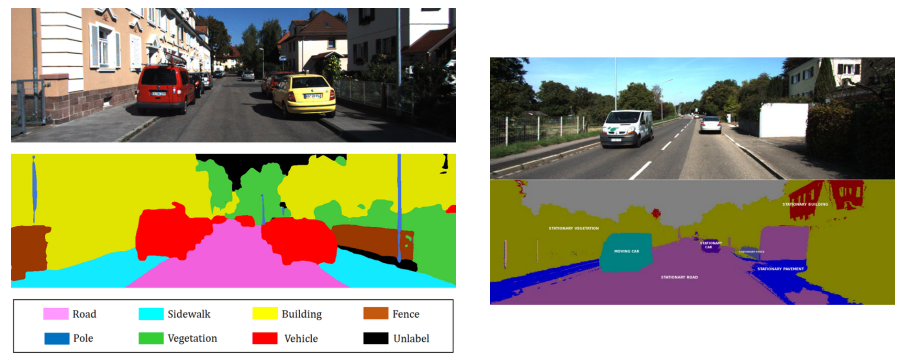 Road
Sidewalk
Building
Fence
Pole
Vegetation
Vehicle
Unlabel
STATIONARY BUILDING
STATIONARY VEGETATION
MOVING CAR
STATIONARY
CAR
STATIONARY PAVEMENT
STATIONARY ROAD